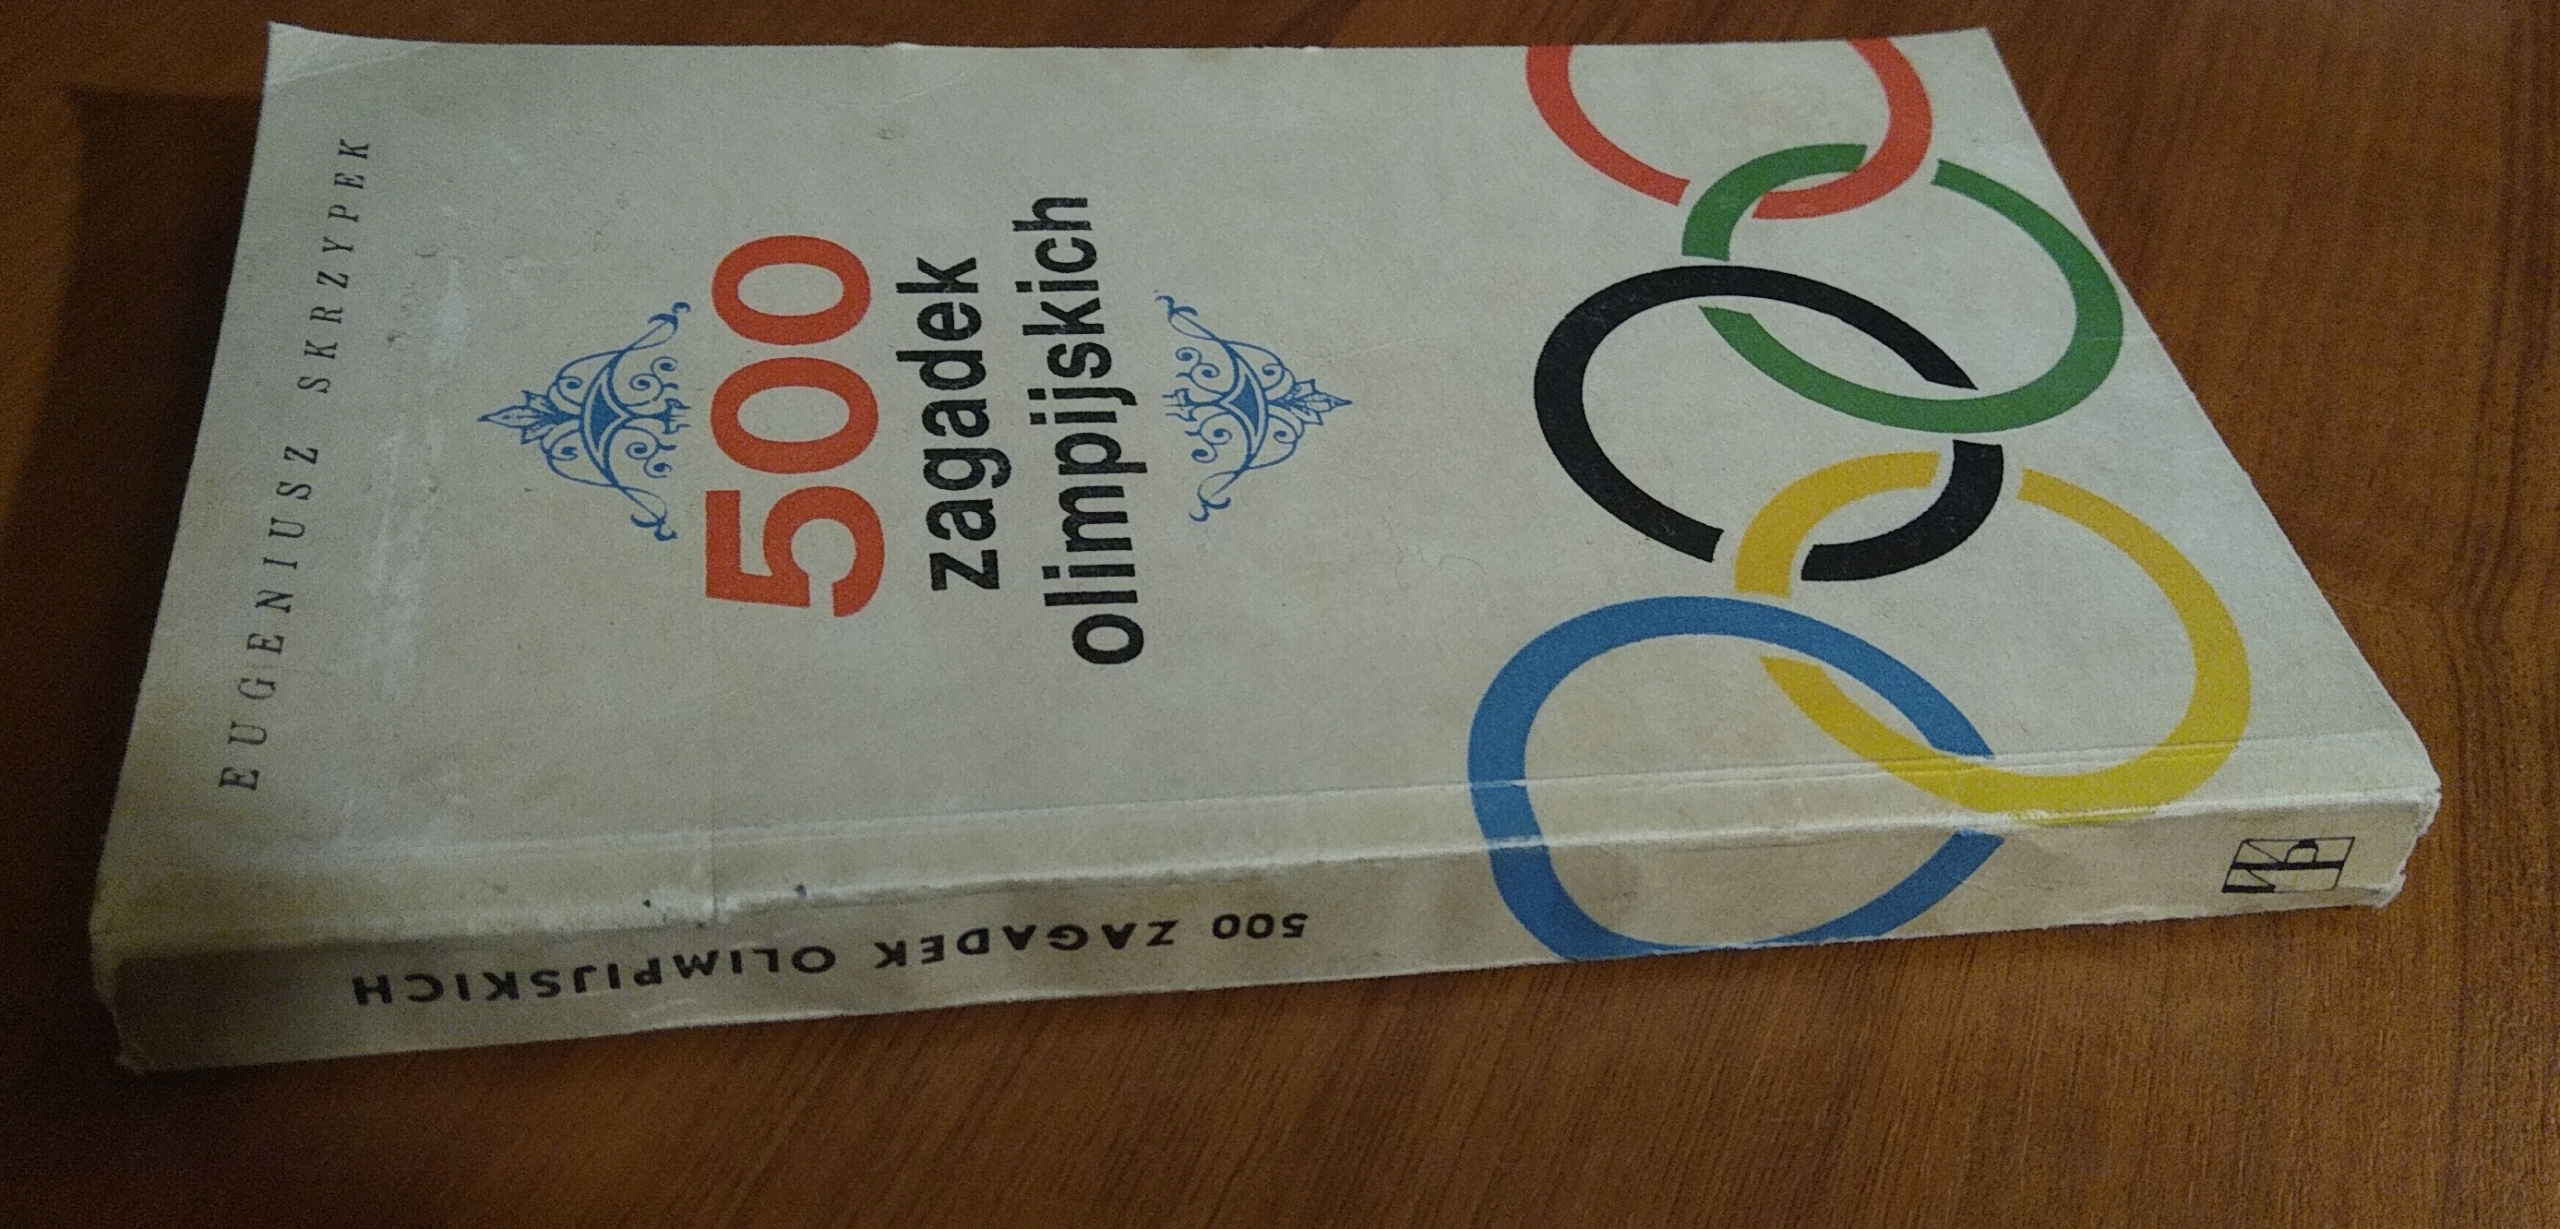 EUGENIUSZ SKRZYPEK
500
zagadek
olimpijskich
500 ZAGADEK OLIMPIJSKICH